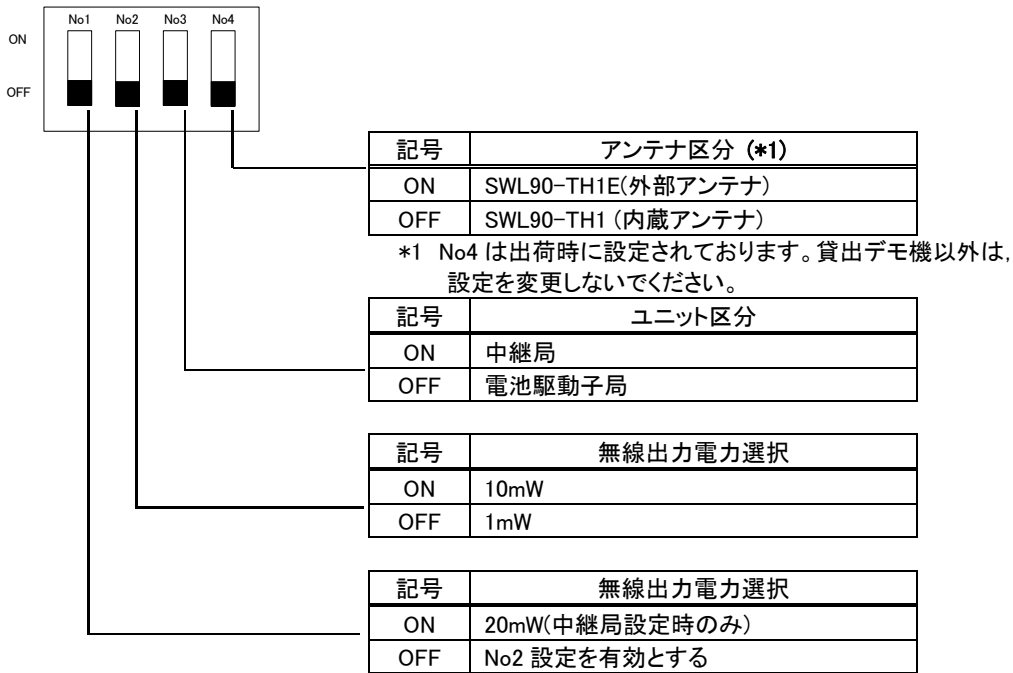 No1 No2 No3 No4
ON
OFF
記号 アンテナ区分 (*1)
ON SWL90-TH1E(外部アンテナ)
OFF SWL90-TH1 (内蔵アンテナ)
*1 No4 は出荷時に設定されております。貸出デモ機以外は,
設定を変更しないでください。
記号 ユニット区分
ON 中継局
OFF 電池駆動子局
記号 無線出力電力選択
ON 10mW
OFF 1mW
記号 無線出力電力選択
ON 20mW(中継局設定時のみ)
OFF No2 設定を有効とする